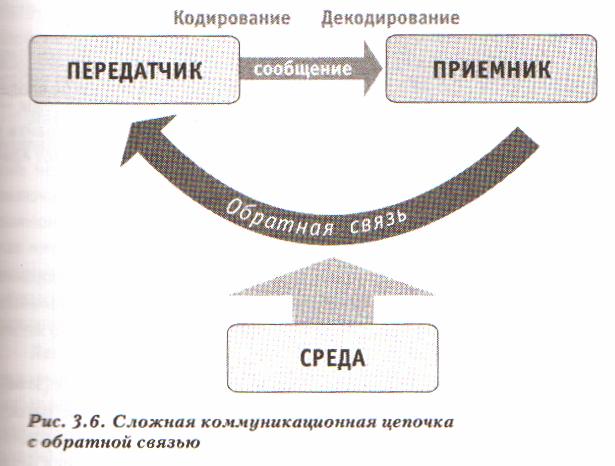 Кодирование Декодирование
ПЕРЕДАТЧИК сообщение ПРИЕМНИК
Обратная связь
СРЕДА
Рис. 3.6. Сложная коммуникационная цепочка
с обратной связью